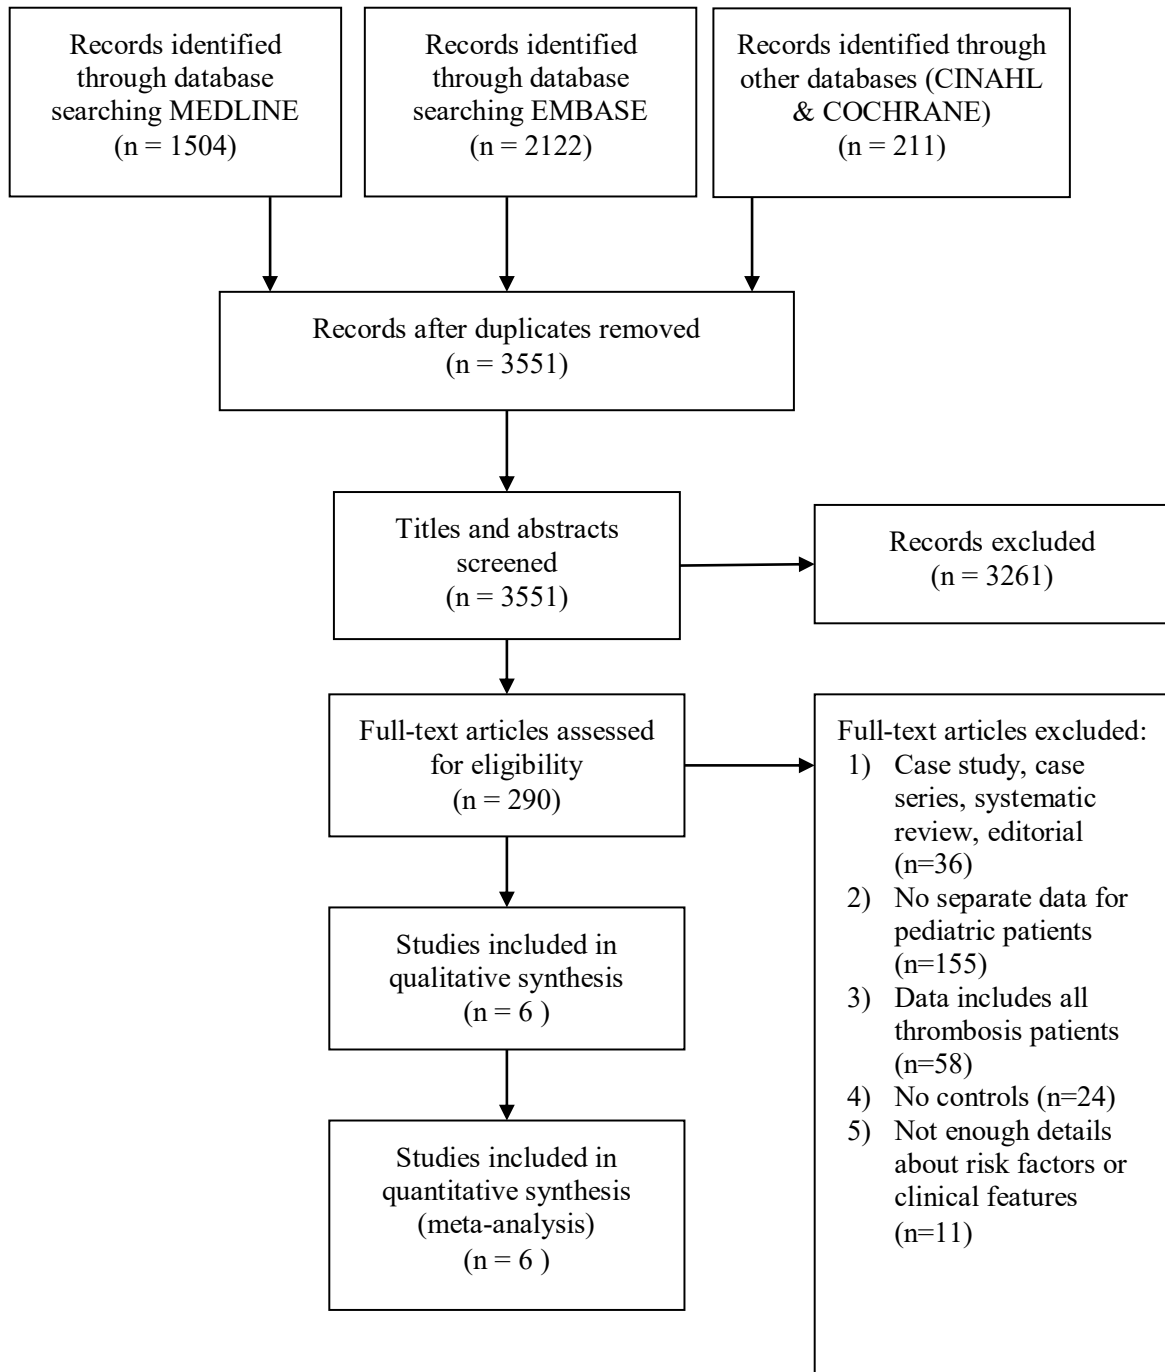 Records identified
through database
searching MEDLINE
(n = 1504)
Records identified
through database
searching EMBASE
(n = 2122)
Records identified through
other databases (CINAHL
& COCHRANE)
(n = 211)
Records after duplicates removed
(n = 3551)
Titles and abstracts
screened
(n = 3551)
Records excluded
(n = 3261)
Full-text articles assessed
for eligibility
(n = 290)
Full-text articles excluded:
1) Case study, case
series, systematic
review, editorial
(n=36)
2) No separate data for
pediatric patients
(n=155)
3) Data includes all
thrombosis patients
(n=58)
4) No controls (n=24)
5) Not enough details
about risk factors or
clinical features
(n=11)
Studies included in
qualitative synthesis
(n = 6 )
Studies included in
quantitative synthesis
(meta-analysis)
(n = 6 )